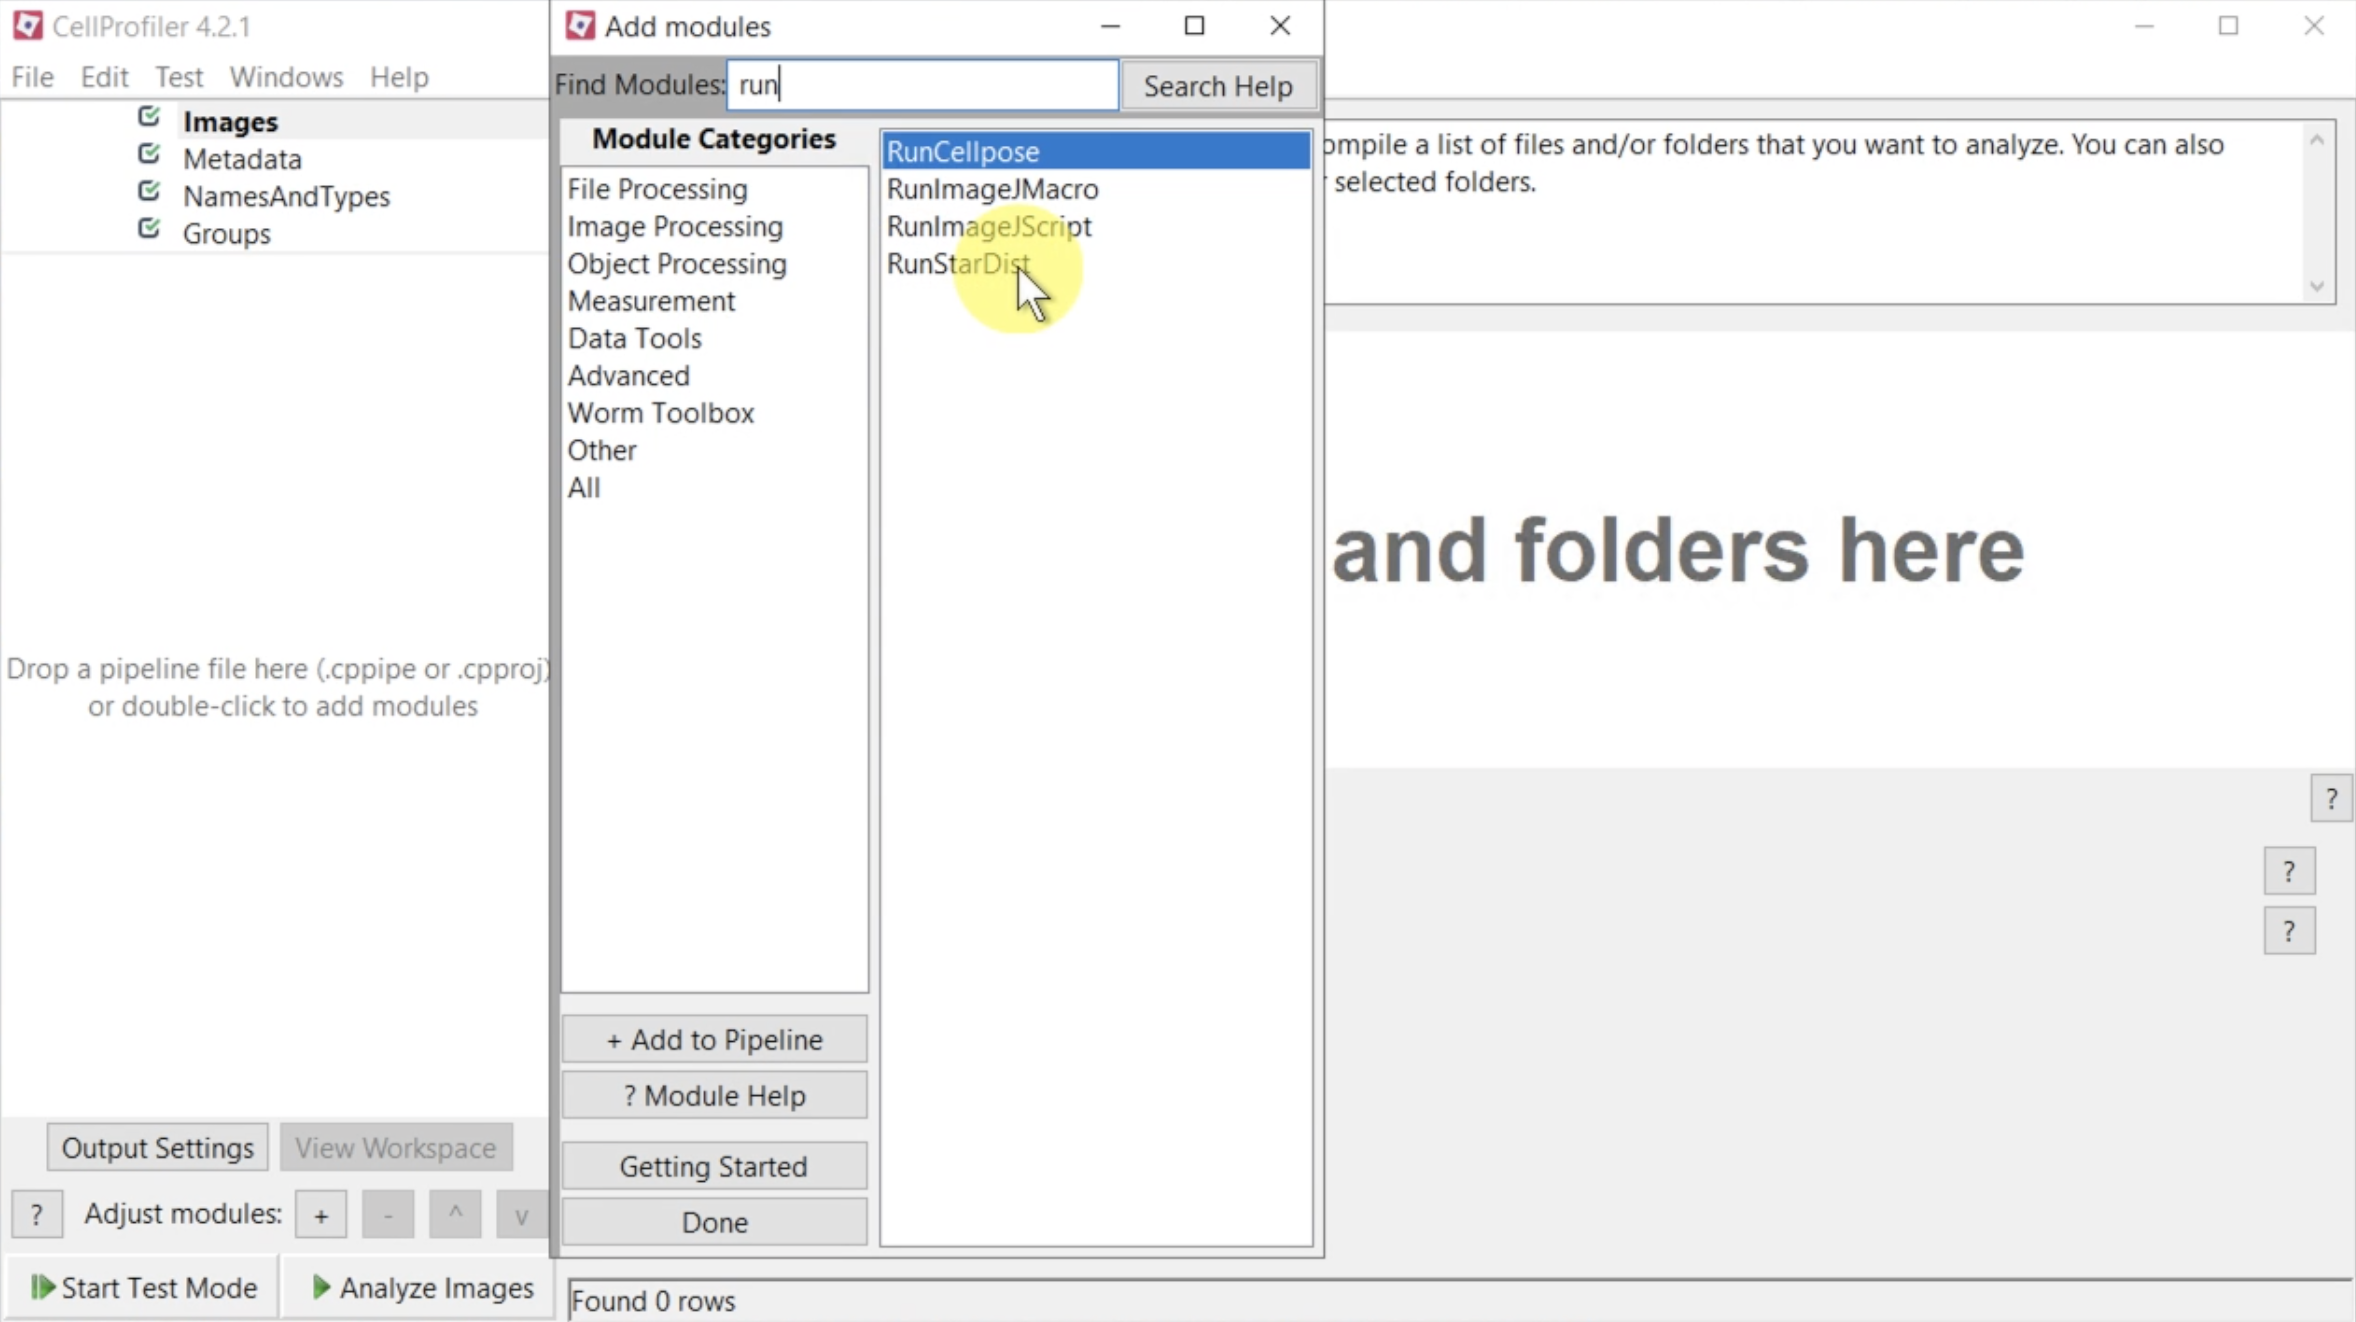 CellProfiler 4.2.1
File Edit Test Windows Help
Images
Metadata
NamesAndTypes
Groups
Drop a pipeline file here (.cppipe or .cpproj)
or double-click to add modules
Output Settings View Workspace
? Adjust modules: + - ^ v
Start Test Mode Analyze Images
Add modules
Find Modules: run Search Help
Module Categories
File Processing
Image Processing
Object Processing
Measurement
Data Tools
Advanced
Worm Toolbox
Other
All
+ Add to Pipeline
? Module Help
Getting Started
Done
RunCellpose
RunImageJMacro
RunImageJScript
RunStarDist
ompile a list of files and/or folders that you want to analyze. You can also
r selected folders.
and folders here
?
?
?
Found 0 rows